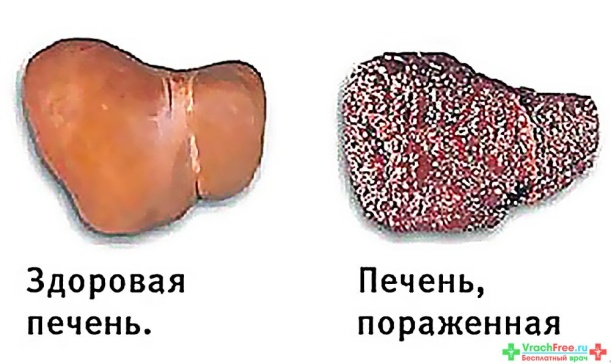 Здоровая
печень.
Печень,
пораженная
VrachFree.ru
Бесплатный врач